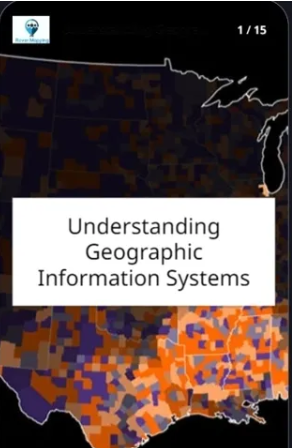 1 / 15
Understanding
Geographic
Information Systems